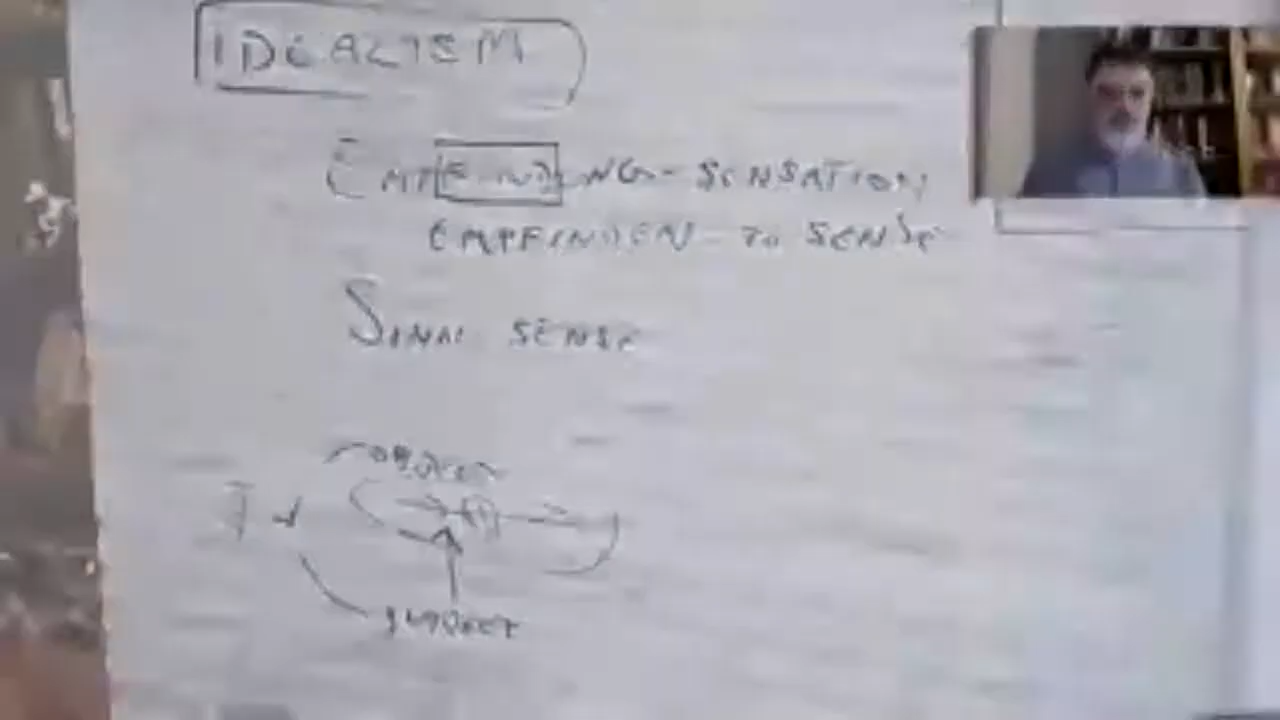 IDEALISM
EMPFINDUNG - SENSATION
EMPFINDEN - TO SENSE
SINN SENSE
OBJECT
SUBJECT